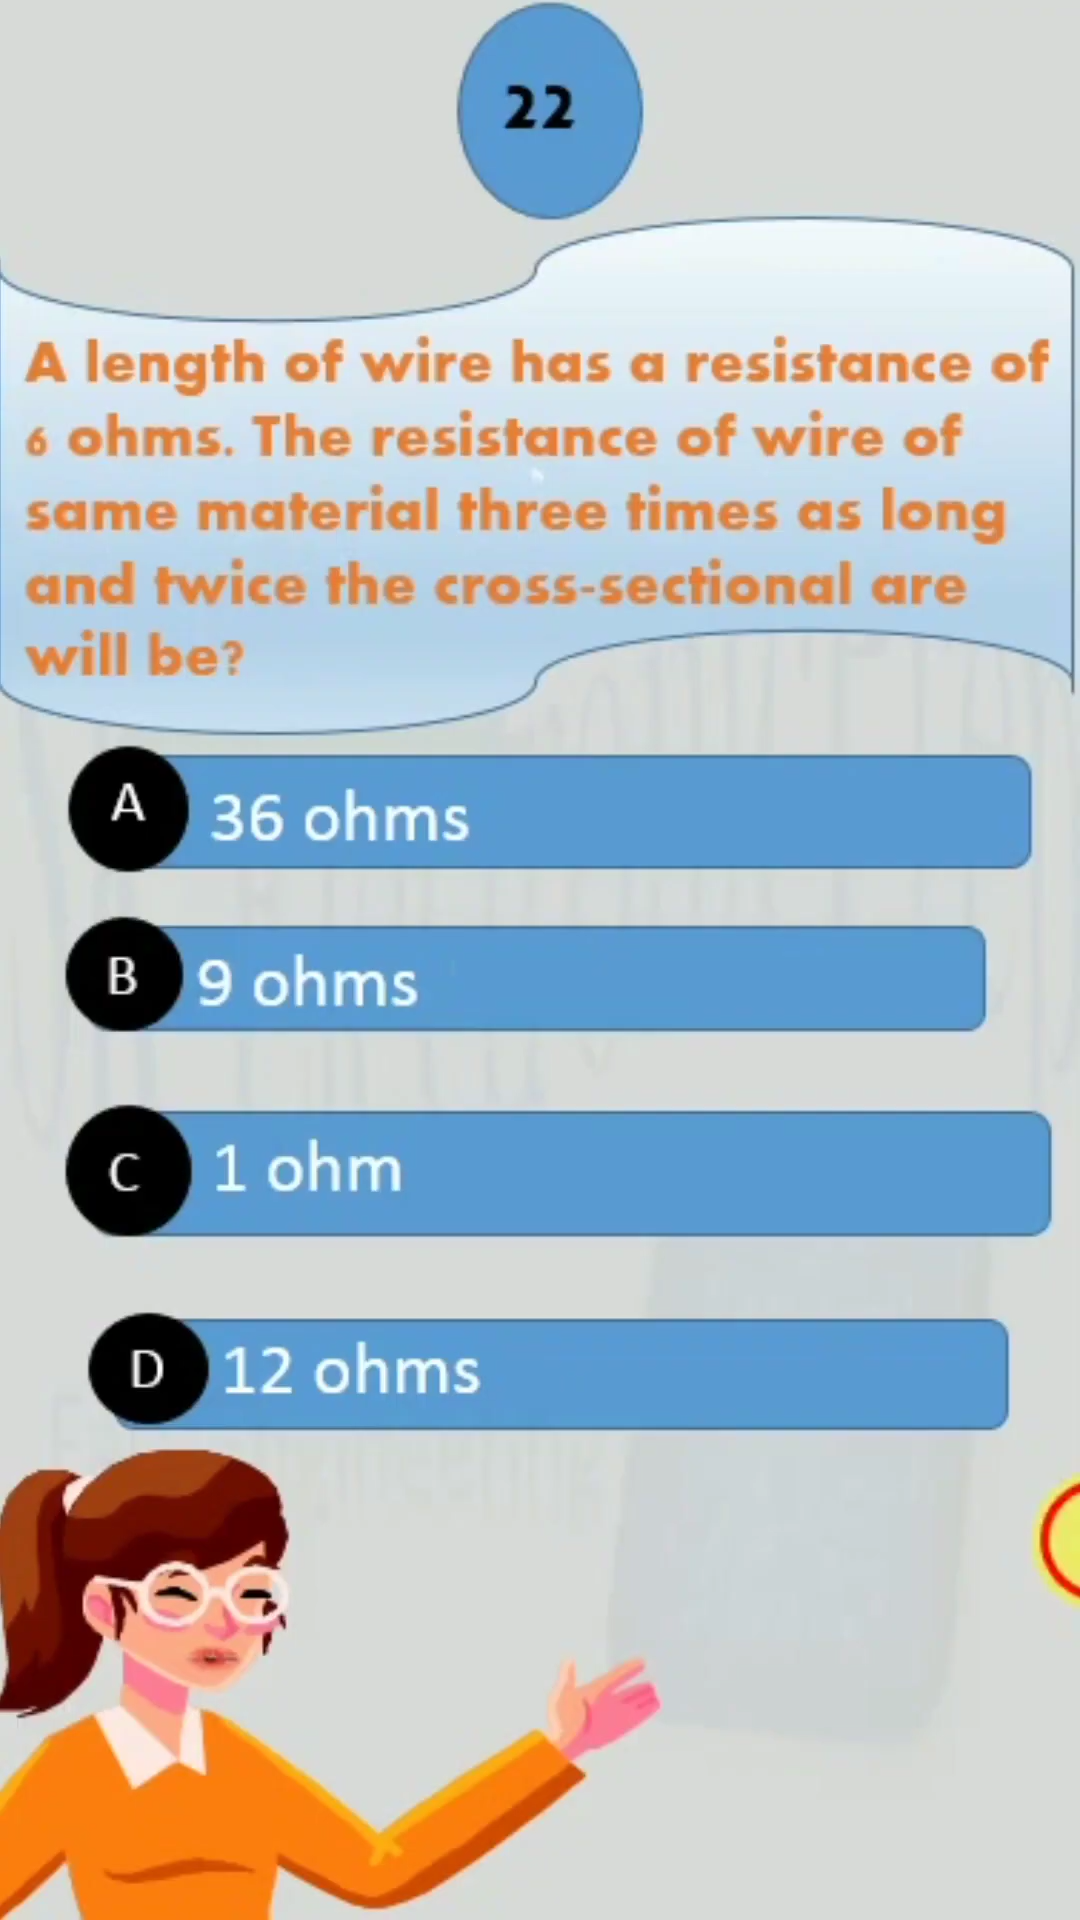 22
A length of wire has a resistance of
6 ohms. The resistance of wire of
same material three times as long
and twice the cross-sectional are
will be?
A 36 ohms
B 9 ohms
C 1 ohm
D 12 ohms